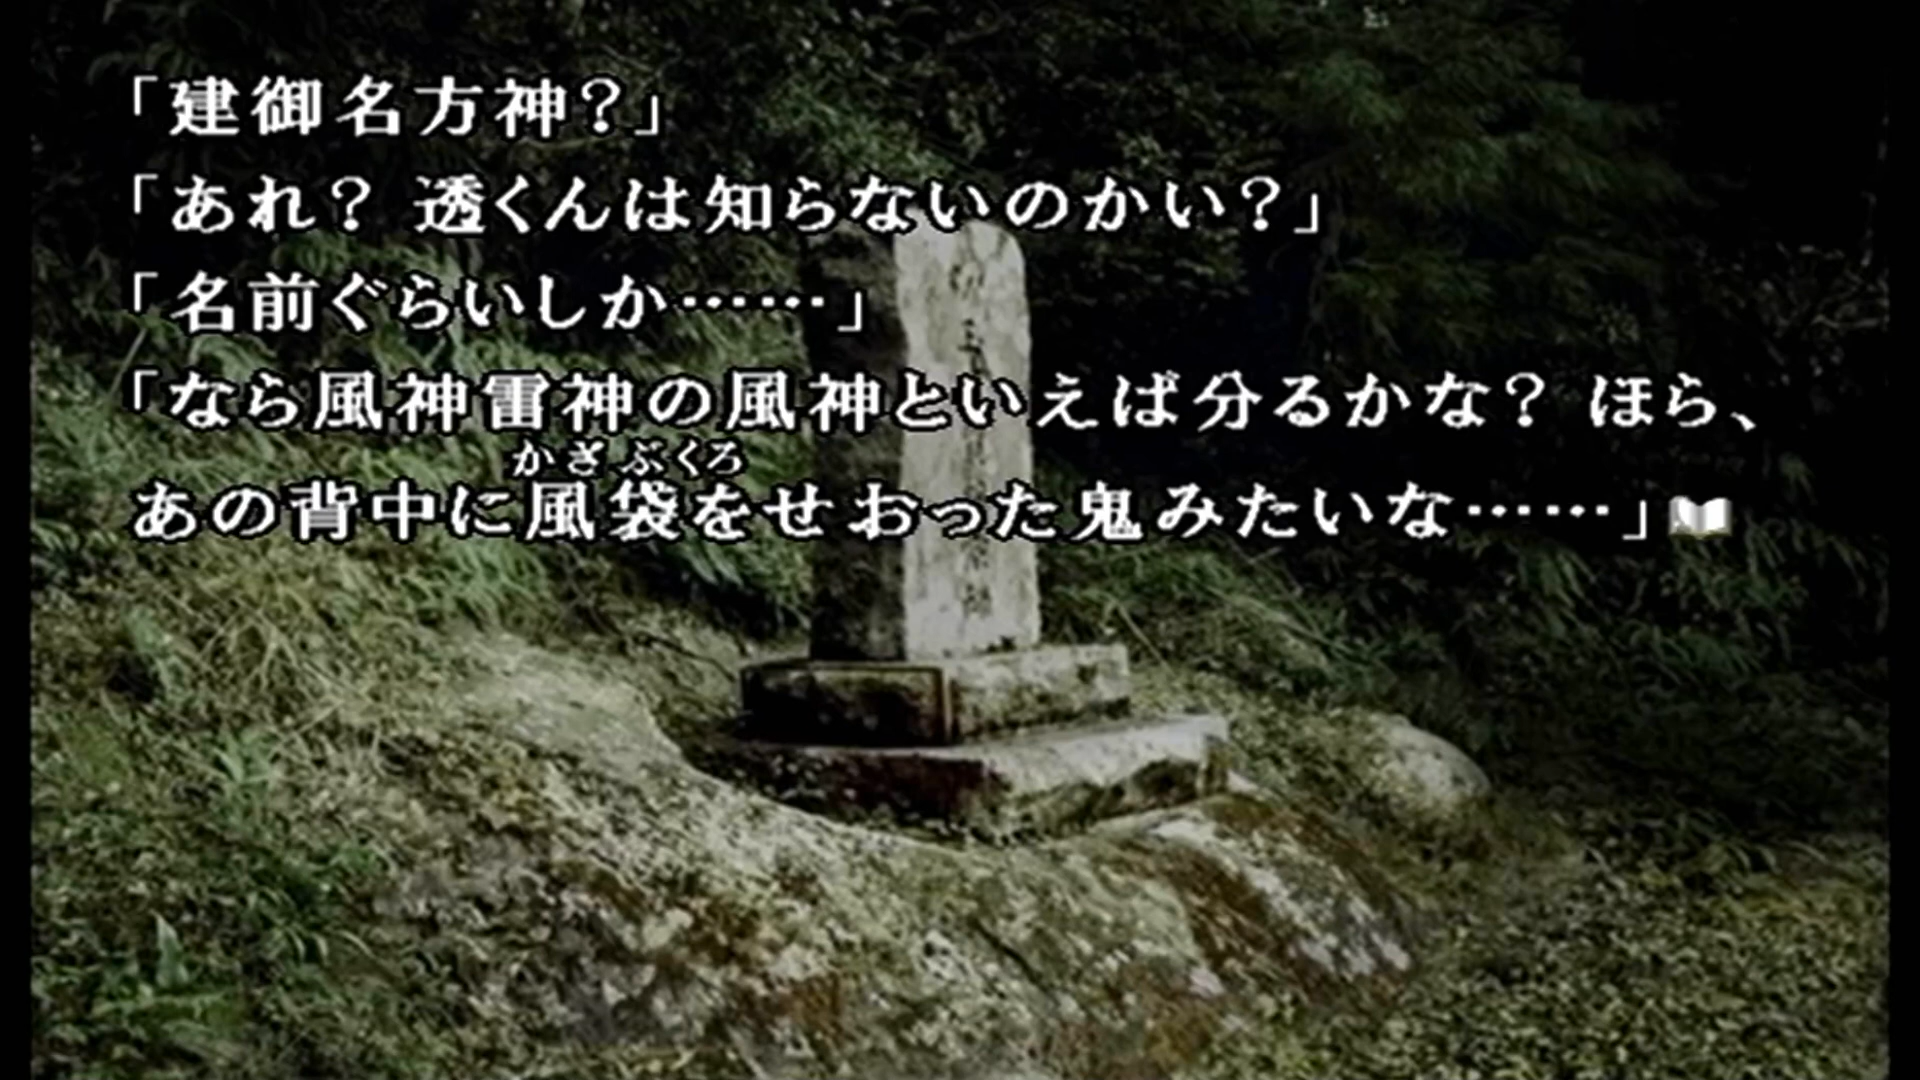 「建御名方神？」
「あれ？ 透くんは知らないのかい？」
「名前ぐらいしか……」
「なら風神雷神の風神といえば分るかな？ ほら、
かざぶくろ
あの背中に風袋をせおった鬼みたいな……」